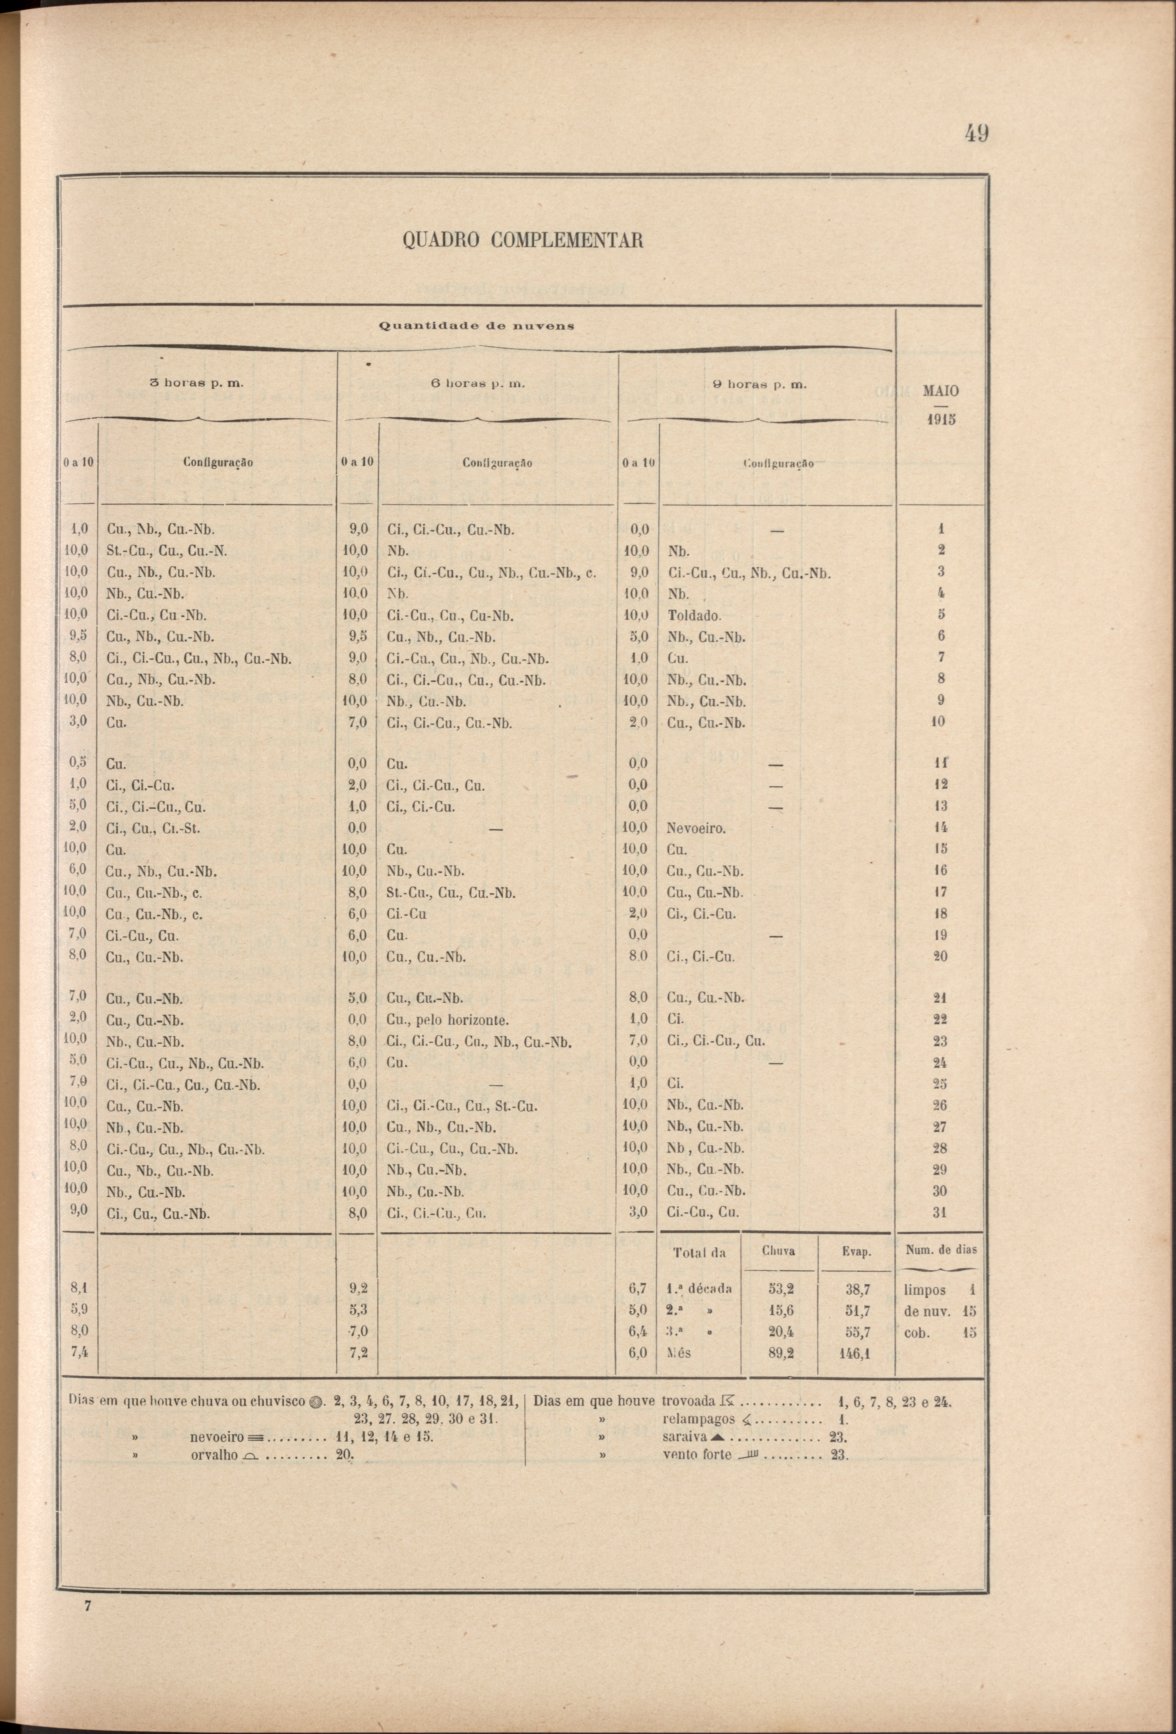 49
QUADRO COMPLEMENTAR
Quantidade de nuvens
3 horas p. m. 6 horas p. m. 9 horas p. m. MAIO
1915
0 a 10 Configuração 0 a 10 Configuração 0 a 10 Configuração
1,0 Cu., Nb., Cu.-Nb. 9,0 Ci., Ci.-Cu., Cu.-Nb. 0,0 — 1
10,0 St.-Cu., Cu., Cu.-N. 10,0 Nb. 10,0 Nb. 2
10,0 Cu., Nb., Cu.-Nb. 10,0 Ci., Ci.-Cu., Cu., Nb., Cu.-Nb., c. 9,0 Ci.-Cu., Cu., Nb., Cu.-Nb. 3
10,0 Nb., Cu.-Nb. 10,0 Nb. 10,0 Nb. 4
10,0 Ci.-Cu., Cu -Nb. 10,0 Ci.-Cu., Cu., Cu-Nb. 10,0 Toldado. 5
9,5 Cu., Nb., Cu.-Nb. 9,5 Cu., Nb., Cu.-Nb. 5,0 Nb., Cu.-Nb. 6
8,0 Ci., Ci.-Cu., Cu., Nb., Cu.-Nb. 9,0 Ci.-Cu., Cu., Nb., Cu.-Nb. 1,0 Cu. 7
10,0 Cu., Nb., Cu.-Nb. 8,0 Ci., Ci.-Cu., Cu., Cu.-Nb. 10,0 Nb., Cu.-Nb. 8
10,0 Nb., Cu.-Nb. 10,0 Nb., Cu.-Nb. 10,0 Nb., Cu.-Nb. 9
3,0 Cu. 7,0 Ci., Ci.-Cu., Cu.-Nb. 2,0 Cu., Cu.-Nb. 10
0,5 Cu. 0,0 Cu. 0,0 — 11
1,0 Ci., Ci.-Cu. 2,0 Ci., Ci.-Cu., Cu. 0,0 — 12
5,0 Ci., Ci.-Cu., Cu. 1,0 Ci., Ci.-Cu. 0,0 — 13
2,0 Ci., Cu., Ci.-St. 0,0 — 10,0 Nevoeiro. 14
10,0 Cu. 10,0 Cu. 10,0 Cu. 15
6,0 Cu., Nb., Cu.-Nb. 10,0 Nb., Cu.-Nb. 10,0 Cu., Cu.-Nb. 16
10,0 Cu., Cu.-Nb., c. 8,0 St.-Cu., Cu., Cu.-Nb. 10,0 Cu., Cu.-Nb. 17
10,0 Cu., Cu.-Nb., c. 6,0 Ci.-Cu 2,0 Ci., Ci.-Cu. 18
7,0 Ci.-Cu., Cu. 6,0 Cu. 0,0 — 19
8,0 Cu., Cu.-Nb. 10,0 Cu., Cu.-Nb. 8,0 Ci., Ci.-Cu. 20
7,0 Cu., Cu.-Nb. 5,0 Cu., Cu.-Nb. 8,0 Cu., Cu.-Nb. 21
2,0 Cu., Cu.-Nb. 0,0 Cu., pelo horizonte. 1,0 Ci. 22
10,0 Nb., Cu.-Nb. 8,0 Ci., Ci.-Cu., Cu., Nb., Cu.-Nb. 7,0 Ci., Ci.-Cu., Cu. 23
5,0 Ci.-Cu., Cu., Nb., Cu.-Nb. 6,0 Cu. 0,0 — 24
7,0 Ci., Ci.-Cu., Cu., Cu.-Nb. 0,0 — 1,0 Ci. 25
10,0 Cu., Cu.-Nb. 10,0 Ci., Ci.-Cu., Cu., St.-Cu. 10,0 Nb., Cu.-Nb. 26
10,0 Nb., Cu.-Nb. 10,0 Cu., Nb., Cu.-Nb. 10,0 Nb., Cu.-Nb. 27
8,0 Ci.-Cu., Cu., Nb., Cu.-Nb. 10,0 Ci.-Cu., Cu., Cu.-Nb. 10,0 Nb., Cu.-Nb. 28
10,0 Cu., Nb., Cu.-Nb. 10,0 Nb., Cu.-Nb. 10,0 Nb., Cu.-Nb. 29
10,0 Nb., Cu.-Nb. 10,0 Nb., Cu.-Nb. 10,0 Cu., Cu.-Nb. 30
9,0 Ci., Cu., Cu.-Nb. 8,0 Ci., Ci.-Cu., Cu. 3,0 Ci.-Cu., Cu. 31
Total da Chuva Evap. Num. de dias
8,1 9,2 6,7 1.ª década 53,2 38,7 limpos 1
5,9 5,3 5,0 2.ª » 15,6 51,7 de nuv. 15
8,0 7,0 6,4 3.ª » 20,4 55,7 cob. 15
7,4 7,2 6,0 Mês 89,2 146,1
Dias em que houve chuva ou chuvisco. 2, 3, 4, 6, 7, 8, 10, 17, 18, 21, Dias em que houve trovoada ............ 1, 6, 7, 8, 23 e 24.
23, 27. 28, 29. 30 e 31. » relampagos .......... 1.
» nevoeiro ......... 11, 12, 14 e 15. » saraiva ............. 23.
» orvalho ......... 20. » vento forte ......... 23.
7